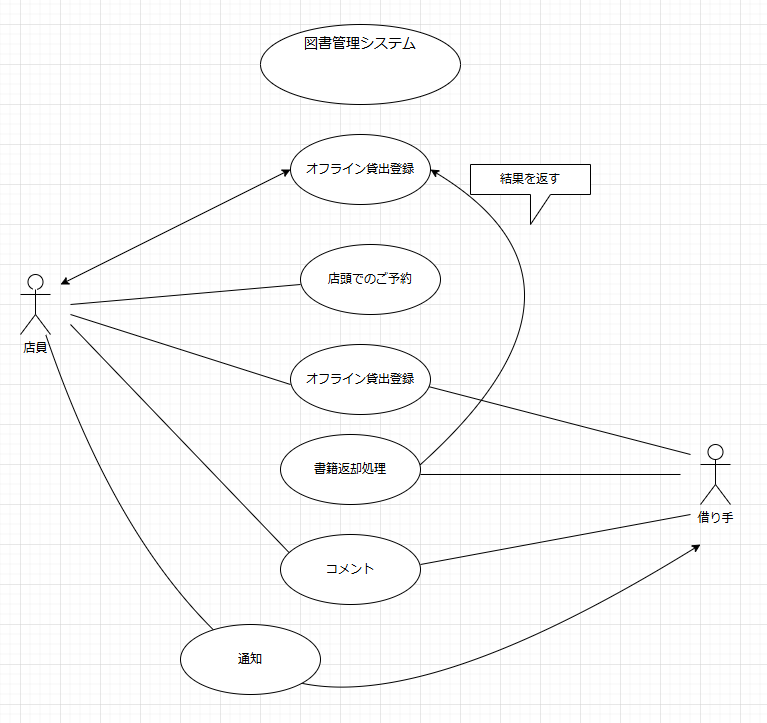 図書管理システム
オフライン貸出登録
結果を返す
店頭でのご予約
店員
オフライン貸出登録
書籍返却処理
借り手
コメント
通知